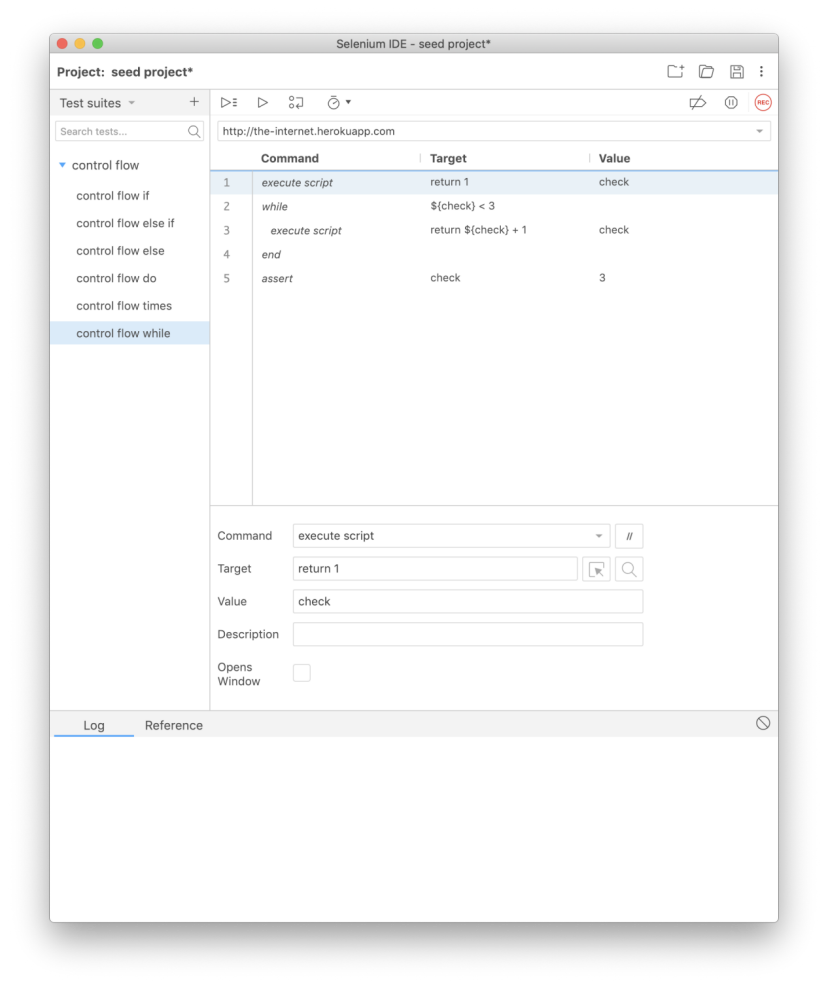 Selenium IDE - seed project*
Project: seed project*
Test suites
+
REC
Search tests...
http://the-internet.herokuapp.com
Command Target Value
control flow
control flow if
control flow else if
control flow else
control flow do
control flow times
control flow while
1 execute script return 1 check
2 while ${check} < 3
3 execute script return ${check} + 1 check
4 end
5 assert check 3
Command execute script //
Target return 1
Value check
Description
Opens
Window
Log Reference